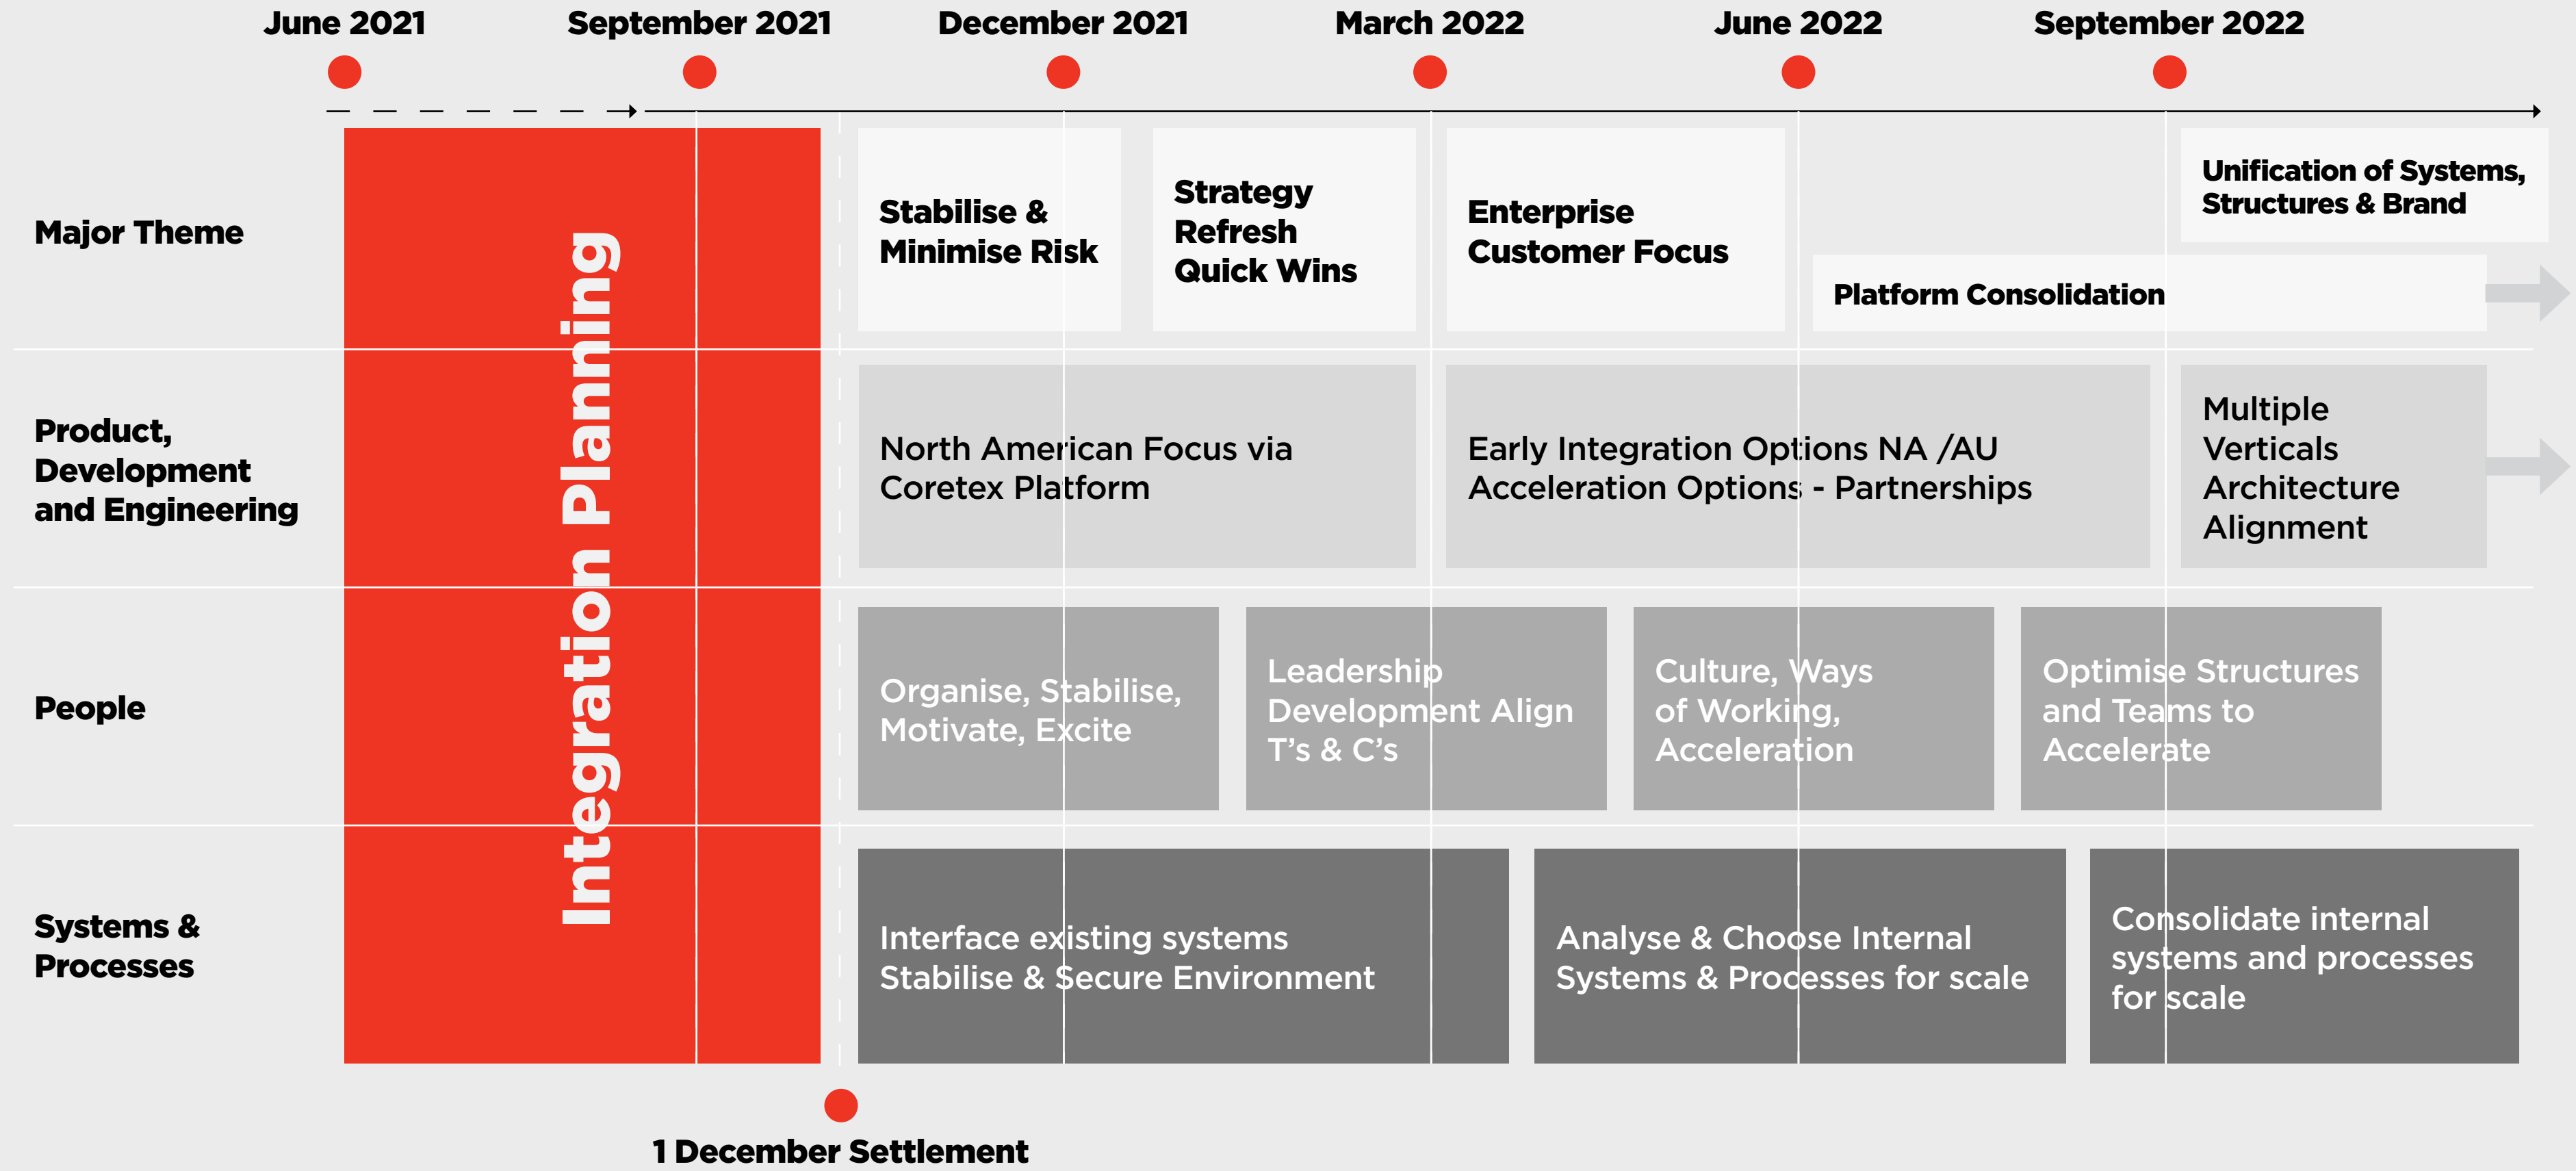 June 2021
September 2021
December 2021
March 2022
June 2022
September 2022
Integration Planning
Major Theme
Stabilise &
Minimise Risk
Strategy
Refresh
Quick Wins
Enterprise
Customer Focus
Unification of Systems,
Structures & Brand
Platform Consolidation
Product,
Development
and Engineering
North American Focus via
Coretex Platform
Early Integration Options NA /AU
Acceleration Options - Partnerships
Multiple
Verticals
Architecture
Alignment
People
Organise, Stabilise,
Motivate, Excite
Leadership
Development Align
T’s & C’s
Culture, Ways
of Working,
Acceleration
Optimise Structures
and Teams to
Accelerate
Systems &
Processes
Interface existing systems
Stabilise & Secure Environment
Analyse & Choose Internal
Systems & Processes for scale
Consolidate internal
systems and processes
for scale
1 December Settlement